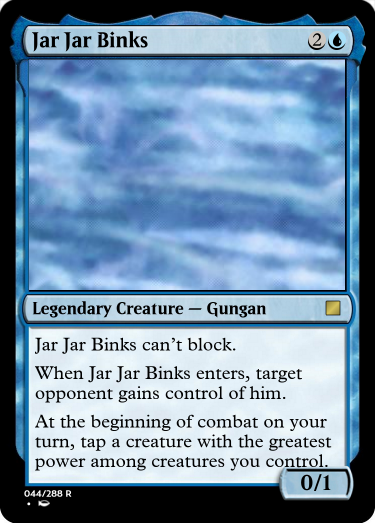 Jar Jar Binks 2
Legendary Creature — Gungan
Jar Jar Binks can't block.
When Jar Jar Binks enters, target
opponent gains control of him.
At the beginning of combat on your
turn, tap a creature with the greatest
power among creatures you control.
0/1
044/288 R